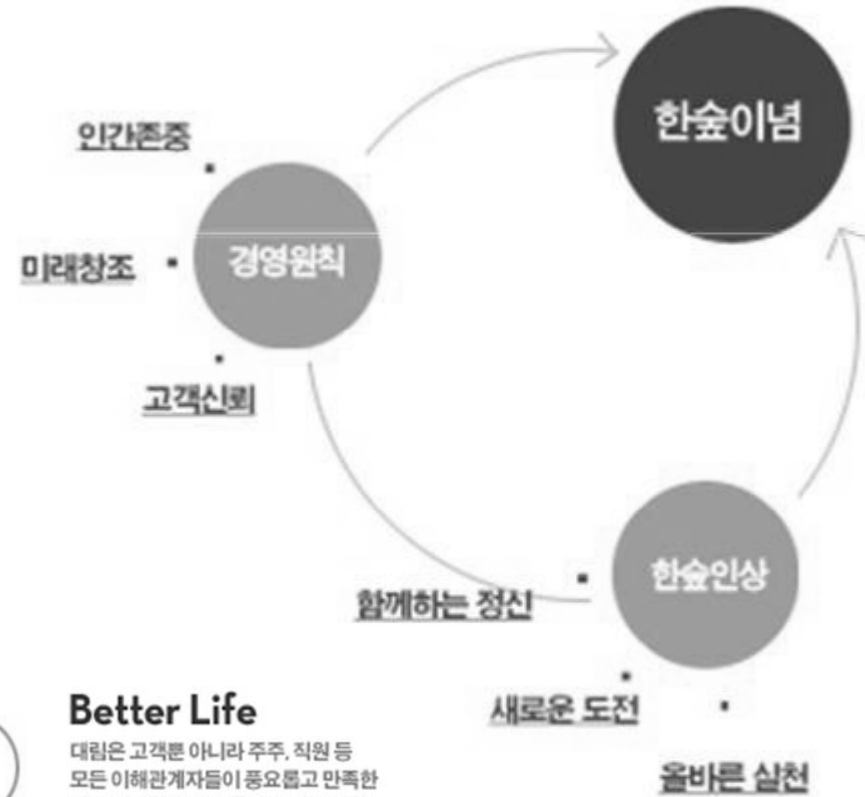 한숲이념
인간존중
경영원칙
미래창조
고객신뢰
한숲인상
함께하는 정신
새로운 도전
올바른 실천
Better Life
대림은 고객뿐 아니라 주주, 직원 등
모든 이해관계자들이 풍요롭고 만족한